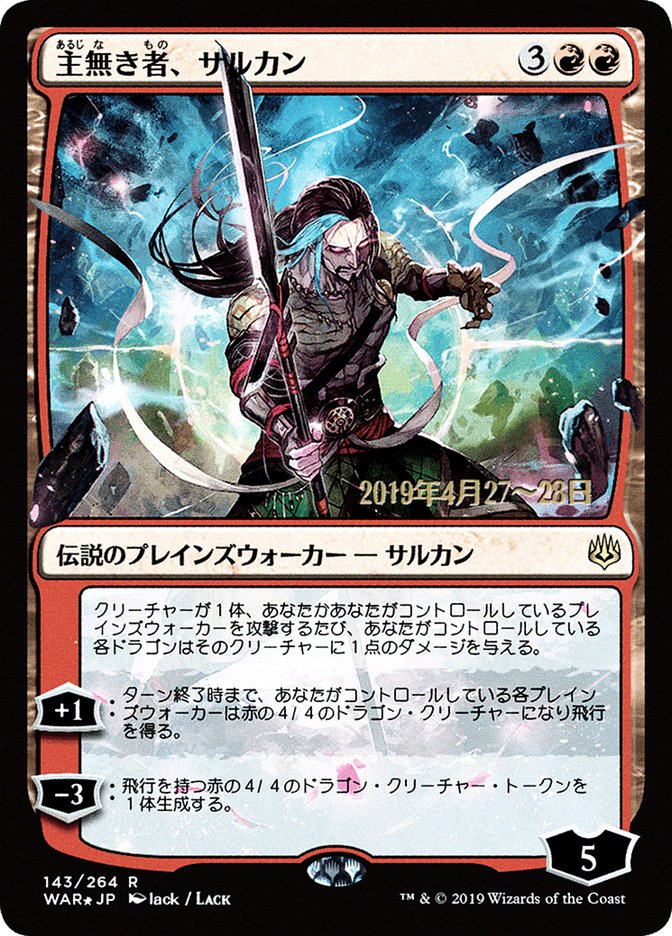 あるじ な もの
主無き者、サルカン 3
2019年4月27～28日
伝説のプレインズウォーカー — サルカン
クリーチャーが1体、あなたかあなたがコントロールしているプレ
インズウォーカーを攻撃するたび、あなたがコントロールしている
各ドラゴンはそのクリーチャーに1点のダメージを与える。
+1 : ターン終了時まで、あなたがコントロールしている各プレイン
ズウォーカーは赤の4/4のドラゴン・クリーチャーになり飛行
を得る。
-3 : 飛行を持つ赤の4/4のドラゴン・クリーチャー・トークンを
1体生成する。
5
143/264 R
WAR★JP lack / LACK
™ & © 2019 Wizards of the Coast